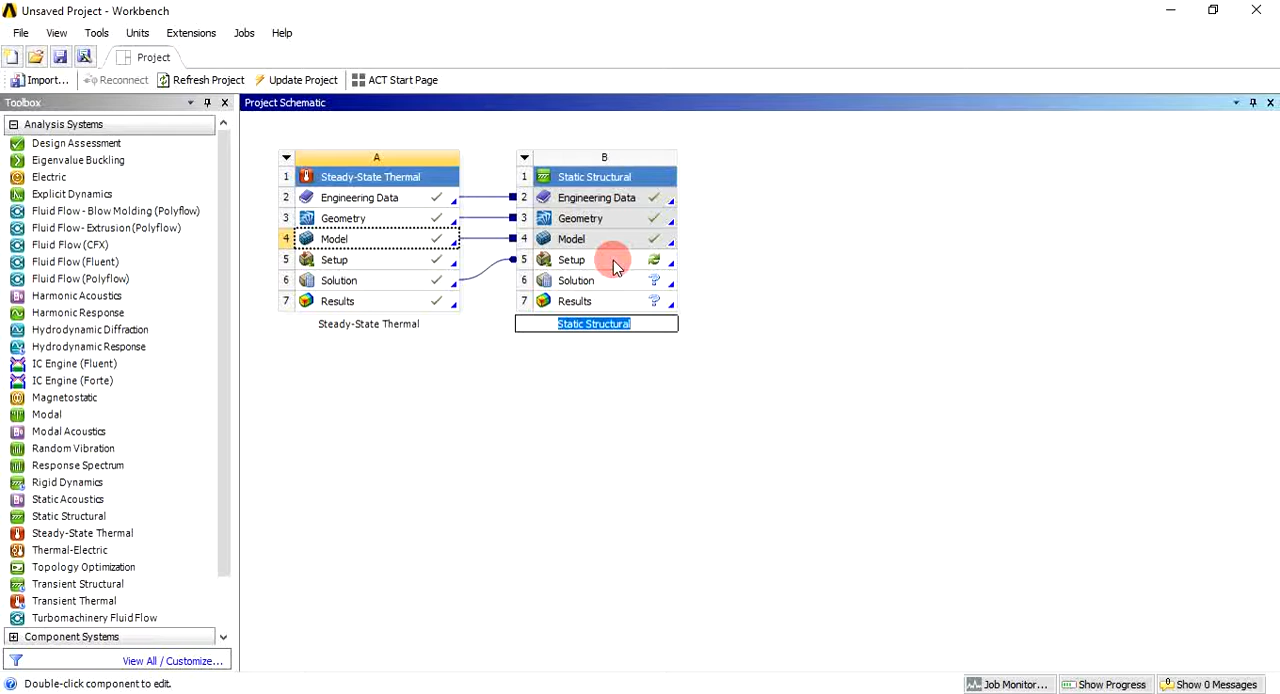 Unsaved Project - Workbench
File View Tools Units Extensions Jobs Help
Project
Import... Reconnect Refresh Project Update Project ACT Start Page
Toolbox
Project Schematic
Analysis Systems
Design Assessment
Eigenvalue Buckling
Electric
Explicit Dynamics
Fluid Flow - Blow Molding (Polyflow)
Fluid Flow- Extrusion (Polyflow)
Fluid Flow (CFX)
Fluid Flow (Fluent)
Fluid Flow (Polyflow)
Harmonic Acoustics
Harmonic Response
Hydrodynamic Diffraction
Hydrodynamic Response
IC Engine (Fluent)
IC Engine (Forte)
Magnetostatic
Modal
Modal Acoustics
Random Vibration
Response Spectrum
Rigid Dynamics
Static Acoustics
Static Structural
Steady-State Thermal
Thermal-Electric
Topology Optimization
Transient Structural
Transient Thermal
Turbomachinery Fluid Flow
Component Systems
View All / Customize...
A
1 Steady-State Thermal
2 Engineering Data
3 Geometry
4 Model
5 Setup
6 Solution
7 Results
Steady-State Thermal
B
1 Static Structural
2 Engineering Data
3 Geometry
4 Model
5 Setup
6 Solution ?
7 Results ?
Static Structural
Double-click component to edit.
Job Monitor... Show Progress Show 0 Messages